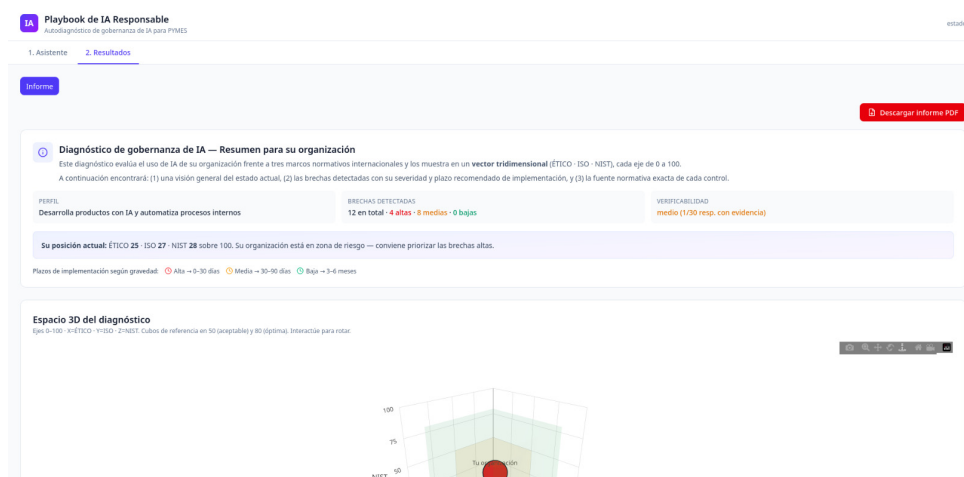 IA
Playbook de IA Responsable
Autodiagnóstico de gobernanza de IA para PYMES
estado
1. Asistente
2. Resultados
Informe
Descargar informe PDF
Diagnóstico de gobernanza de IA — Resumen para su organización
Este diagnóstico evalúa el uso de IA de su organización frente a tres marcos normativos internacionales y los muestra en un vector tridimensional (ÉTICO · ISO · NIST), cada eje de 0 a 100.
A continuación encontrará: (1) una visión general del estado actual, (2) las brechas detectadas con su severidad y plazo recomendado de implementación, y (3) la fuente normativa exacta de cada control.
PERFIL
Desarrolla productos con IA y automatiza procesos internos
BRECHAS DETECTADAS
12 en total · 4 altas · 8 medias · 0 bajas
VERIFICABILIDAD
medio (1/30 resp. con evidencia)
Su posición actual: ÉTICO 25 · ISO 27 · NIST 28 sobre 100. Su organización está en zona de riesgo — conviene priorizar las brechas altas.
Plazos de implementación según gravedad: Alta → 0–30 días Media → 30–90 días Baja → 3–6 meses
Espacio 3D del diagnóstico
Ejes 0–100 · X=ÉTICO · Y=ISO · Z=NIST. Cubos de referencia en 50 (aceptable) y 80 (óptima). Interactúe para rotar.
100
75
Tu organización
50
NIST